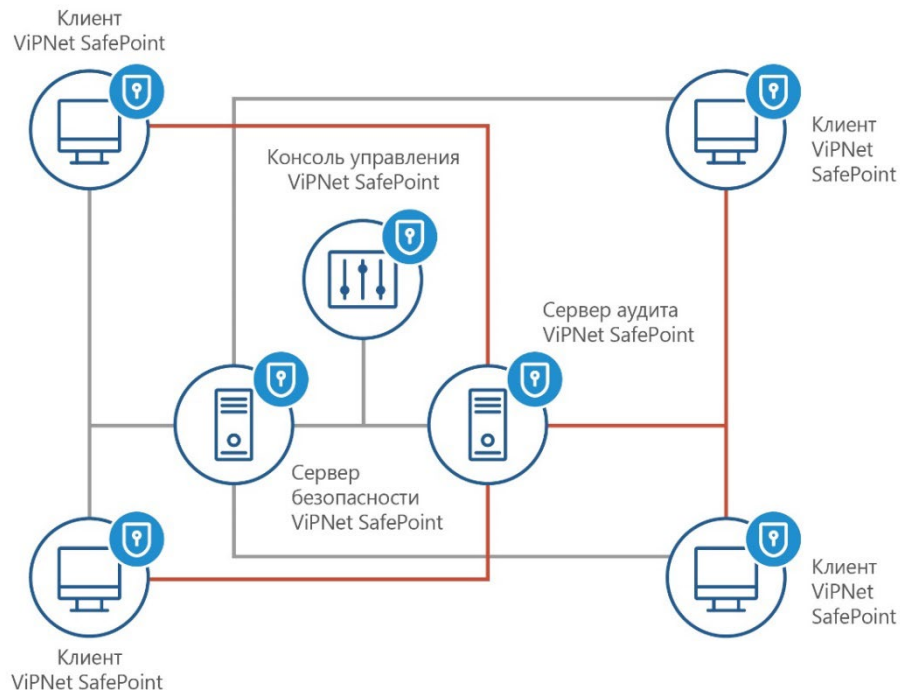 Клиент
ViPNet SafePoint
Клиент
ViPNet
SafePoint
Консоль управления
ViPNet SafePoint
Сервер аудита
ViPNet SafePoint
Сервер
безопасности
ViPNet SafePoint
Клиент
ViPNet
SafePoint
Клиент
ViPNet SafePoint